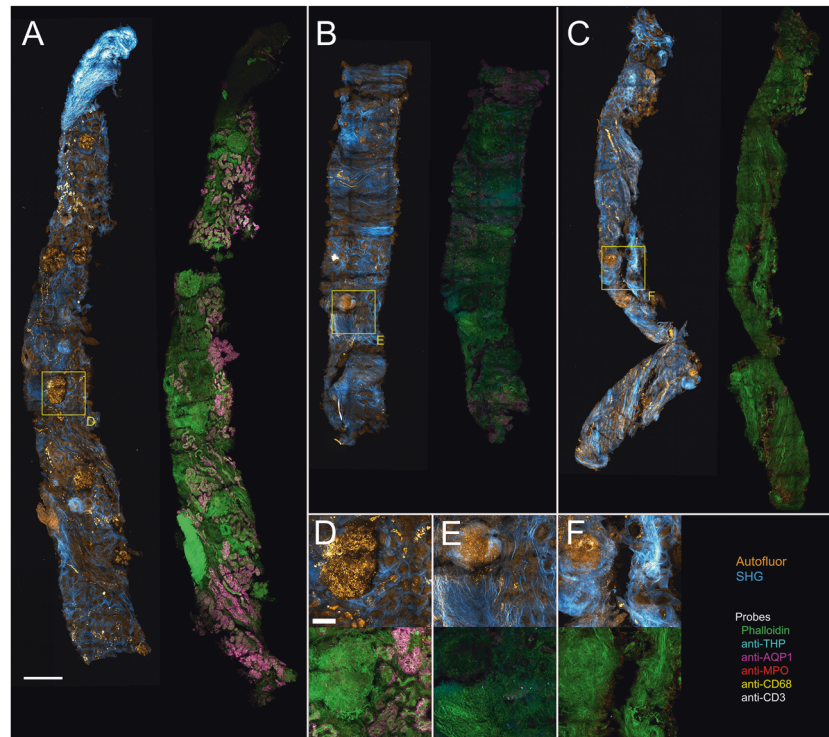 A
B
C
D
E
F
D
E
F
Autofluor
SHG
Probes
Phalloidin
anti-THP
anti-AQP1
anti-MPO
anti-CD68
anti-CD3